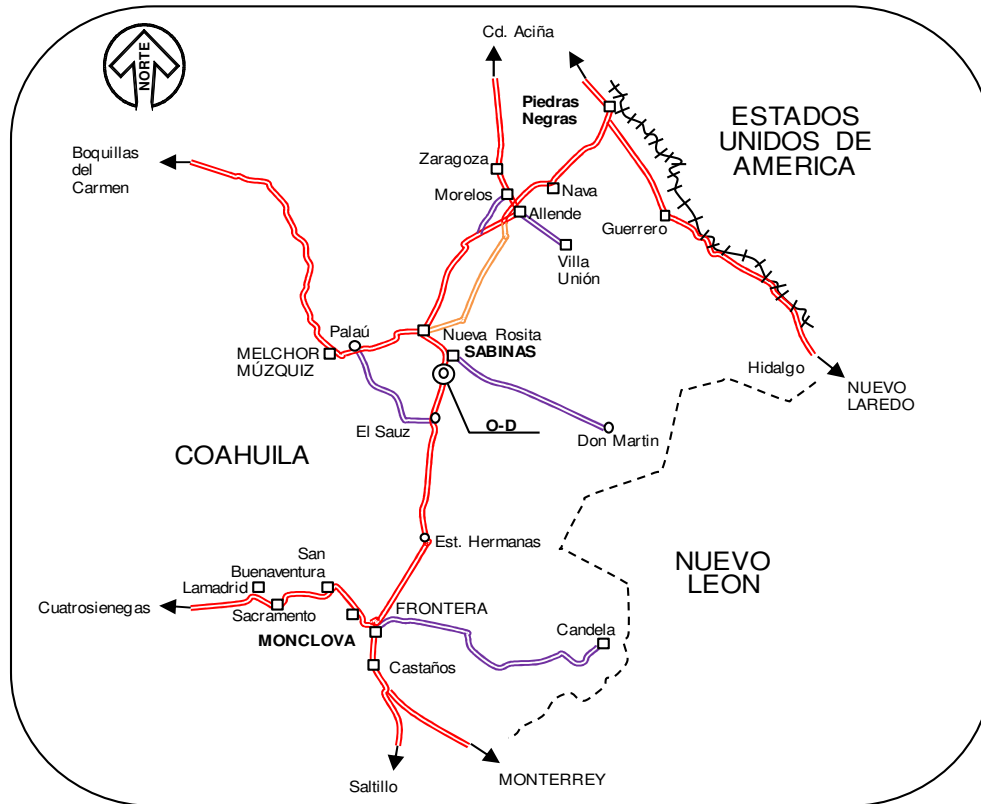 Cd. Aciña
NORTE
Piedras
Negras
ESTADOS
UNIDOS DE
AMERICA
Boquillas
del
Carmen
Zaragoza
Morelos
Nava
Allende
Guerrero
Villa
Unión
Palaú
Nueva Rosita
SABINAS
MELCHOR
MÚZQUIZ
Hidalgo
NUEVO
LAREDO
El Sauz
O-D
Don Martin
COAHUILA
Est. Hermanas
San
Buenaventura
NUEVO
LEON
Lamadrid
Cuatrosienegas
Sacramento
FRONTERA
MONCLOVA
Candela
Castaños
Saltillo
MONTERREY